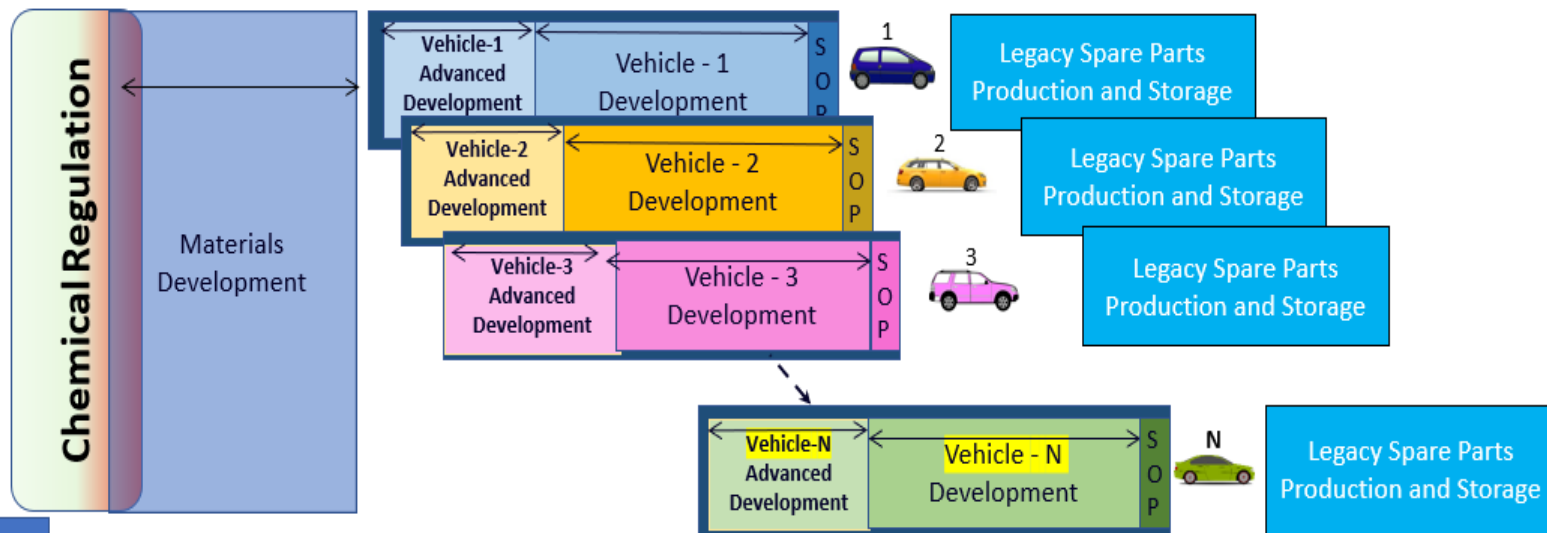 Chemical Regulation
Materials
Development
Vehicle-1
Advanced
Development
Vehicle - 1
Development
S
O
P
1
Legacy Spare Parts
Production and Storage
Vehicle-2
Advanced
Development
Vehicle - 2
Development
S
O
P
2
Legacy Spare Parts
Production and Storage
Vehicle-3
Advanced
Development
Vehicle - 3
Development
S
O
P
3
Legacy Spare Parts
Production and Storage
Vehicle-N
Advanced
Development
Vehicle - N
Development
S
O
P
N
Legacy Spare Parts
Production and Storage